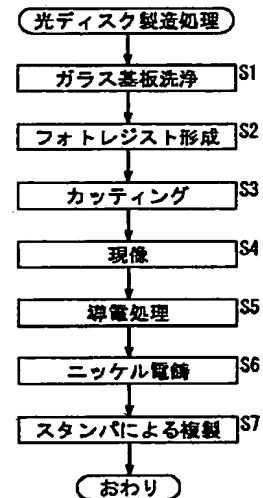 光ディスク製造処理
S1
ガラス基板洗浄
S2
フォトレジスト形成
S3
カッティング
S4
現像
S5
導電処理
S6
ニッケル電鋳
S7
スタンパによる複製
おわり